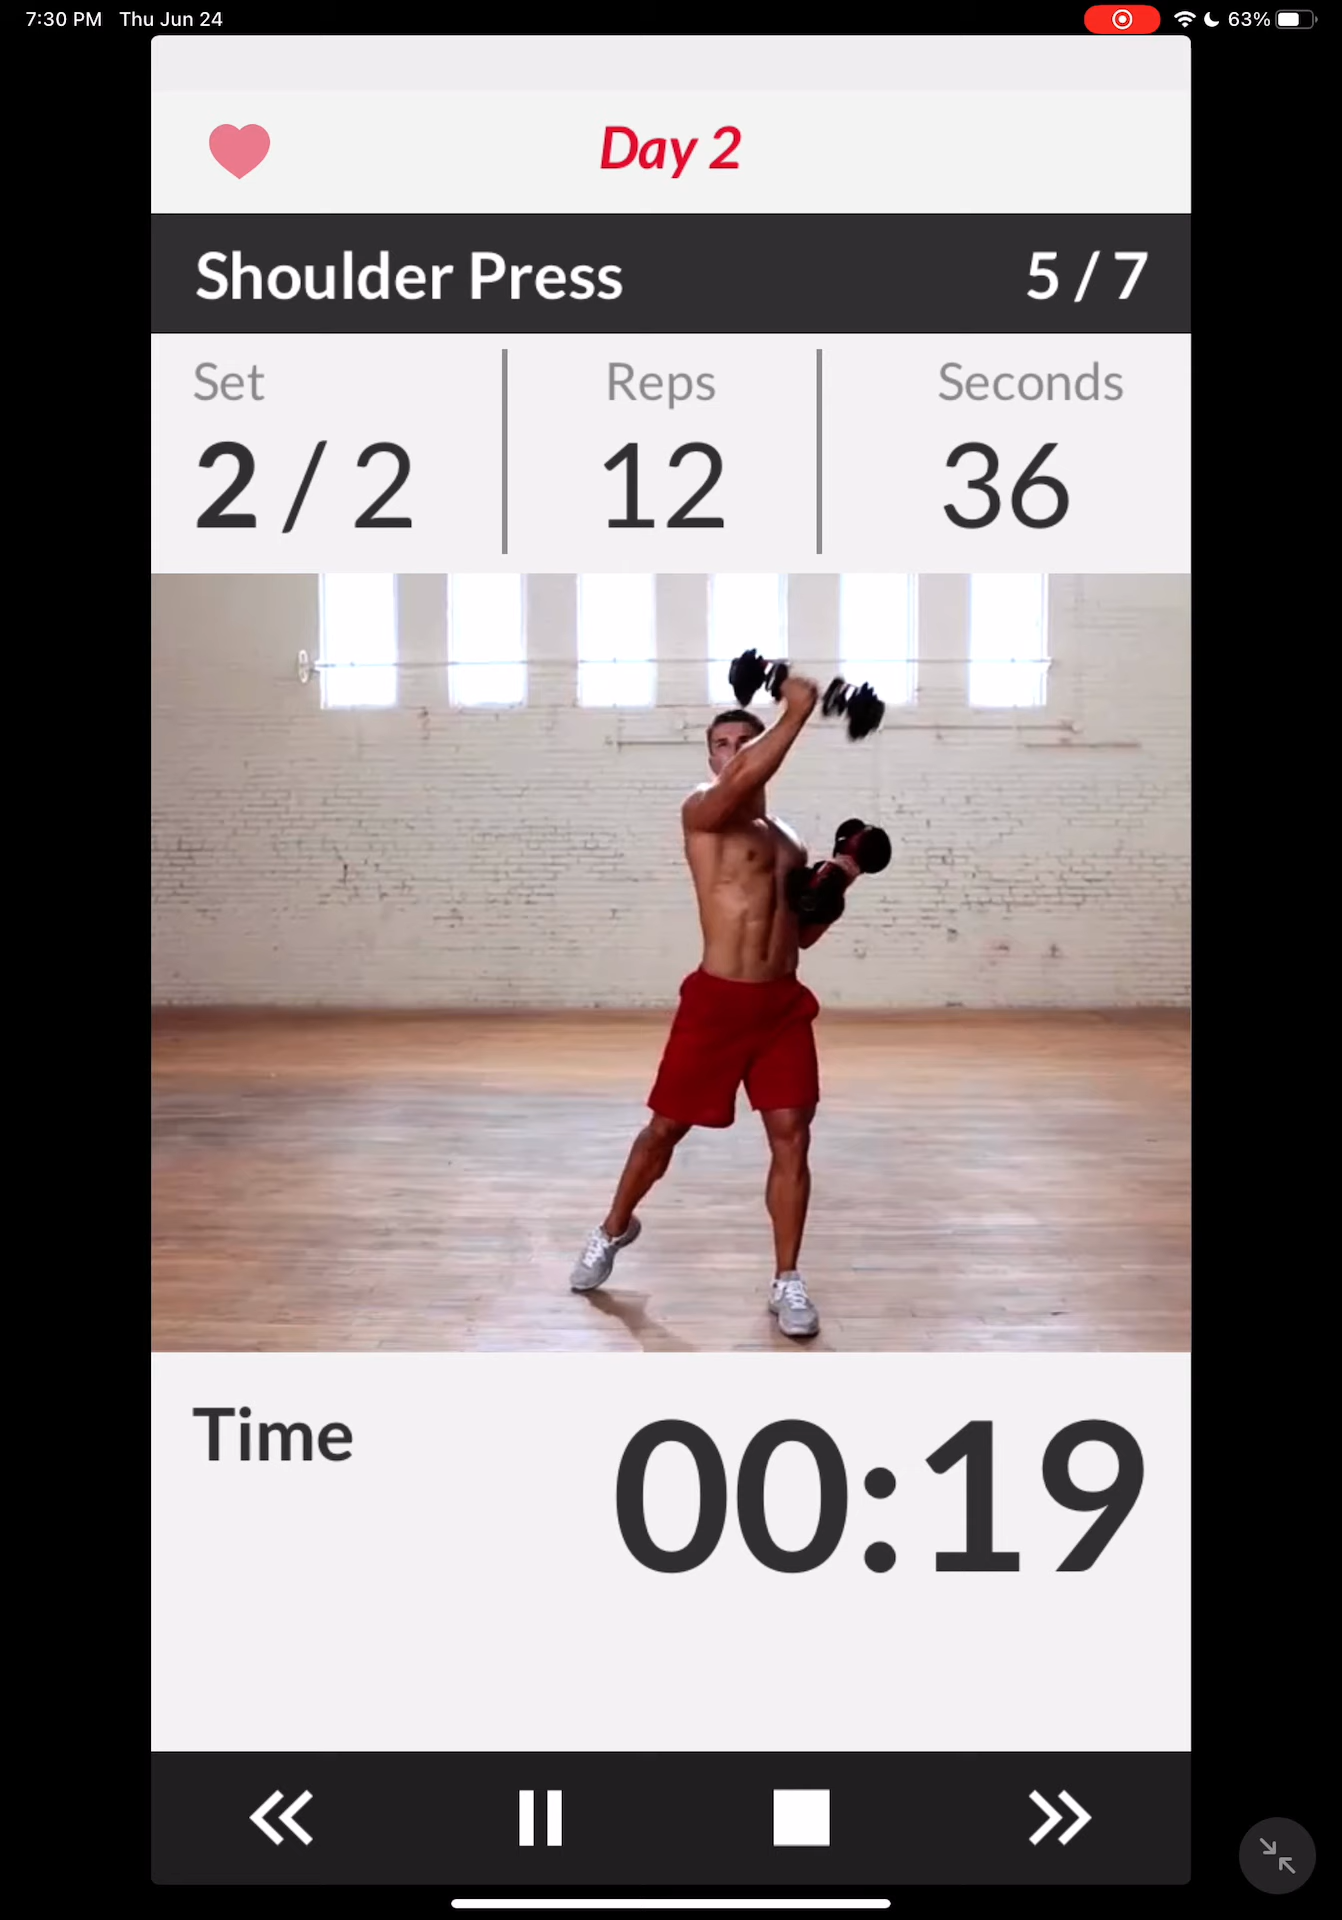 7:30 PM Thu Jun 24 63%
Day 2
Shoulder Press 5 / 7
Set Reps Seconds
2 / 2 12 36
Time 00:19